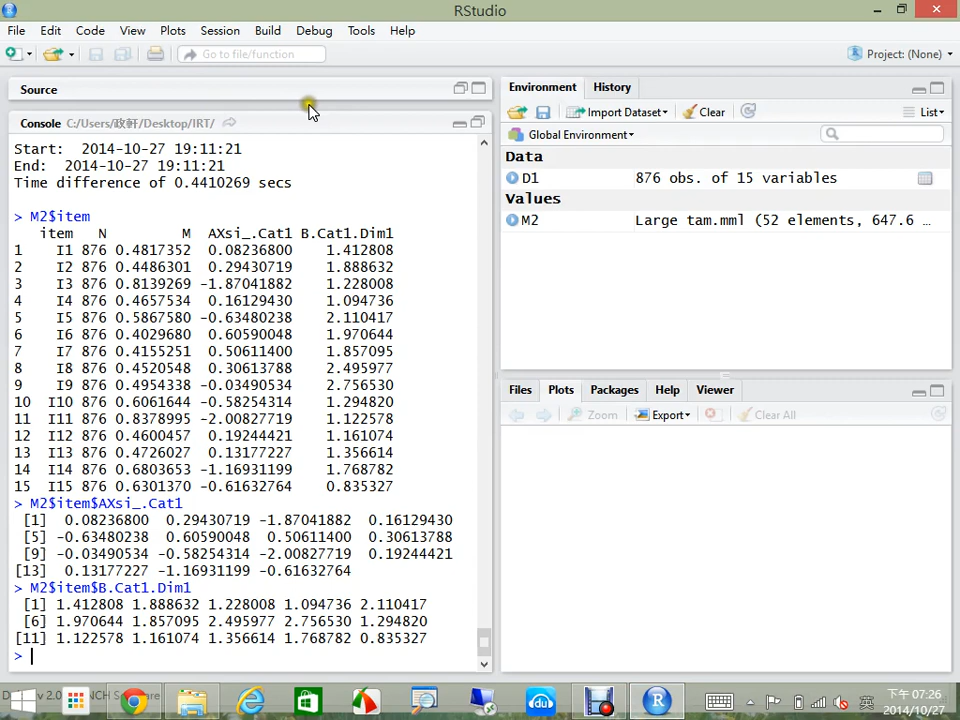 RStudio
File Edit Code View Plots Session Build Debug Tools Help
Go to file/function
Project: (None)
Source
Console C:/Users/政軒/Desktop/IRT/
Start: 2014-10-27 19:11:21
End: 2014-10-27 19:11:21
Time difference of 0.4410269 secs
> M2$item
item N M AXsi_.Cat1 B.Cat1.Dim1
1 I1 876 0.4817352 0.08236800 1.412808
2 I2 876 0.4486301 0.29430719 1.888632
3 I3 876 0.8139269 -1.87041882 1.228008
4 I4 876 0.4657534 0.16129430 1.094736
5 I5 876 0.5867580 -0.63480238 2.110417
6 I6 876 0.4029680 0.60590048 1.970644
7 I7 876 0.4155251 0.50611400 1.857095
8 I8 876 0.4520548 0.30613788 2.495977
9 I9 876 0.4954338 -0.03490534 2.756530
10 I10 876 0.6061644 -0.58254314 1.294820
11 I11 876 0.8378995 -2.00827719 1.122578
12 I12 876 0.4600457 0.19244421 1.161074
13 I13 876 0.4726027 0.13177227 1.356614
14 I14 876 0.6803653 -1.16931199 1.768782
15 I15 876 0.6301370 -0.61632764 0.835327
> M2$item$AXsi_.Cat1
[1] 0.08236800 0.29430719 -1.87041882 0.16129430
[5] -0.63480238 0.60590048 0.50611400 0.30613788
[9] -0.03490534 -0.58254314 -2.00827719 0.19244421
[13] 0.13177227 -1.16931199 -0.61632764
> M2$item$B.Cat1.Dim1
[1] 1.412808 1.888632 1.228008 1.094736 2.110417
[6] 1.970644 1.857095 2.495977 2.756530 1.294820
[11] 1.122578 1.161074 1.356614 1.768782 0.835327
>
Environment History
Import Dataset Clear List
Global Environment
Data
D1 876 obs. of 15 variables
Values
M2 Large tam.mml (52 elements, 647.6 …
Files Plots Packages Help Viewer
Zoom Export Clear All
du
英
下午 07:26
2014/10/27